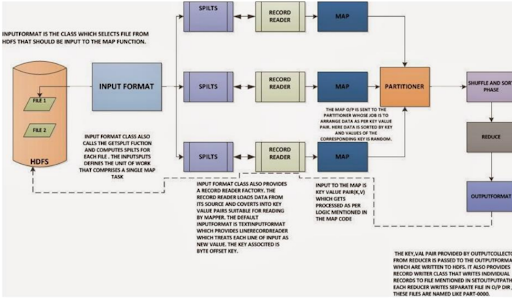 INPUTFORMAT IS THE CLASS WHICH SELECTS FILE FROM
HDFS THAT SHOULD BE INPUT TO THE MAP FUNCTION.
FILE 1
FILE 2
HDFS
INPUT FORMAT
INPUT FORMAT CLASS ALSO
CALLS THE GETSPLIT FUCTION
AND COMPUTES SPILTS FOR
EACH FILE . THE INPUTSPLITS
DEFINES THE UNIT OF WORK
THAT COMPRISES A SINGLE MAP
TASK
SPILTS
RECORD
READER
MAP
SPILTS
RECORD
READER
MAP
SPILTS
RECORD
READER
MAP
THE MAP O/P IS SENT TO THE
PARTITIONER WHOSE JOB IS TO
ARRANGE DATA AS PER KEY VALUE
PAIR. HERE DATA IS SORTED BY KEY
AND VALUES OF THE
CORRESPONDING KEY IS RANDOM.
PARTITIONER
SHUFFLE AND SOR
PHASE
REDUCE
OUTPUTFORMAT
INPUT FORMAT CLASS ALSO PROVIDES
A RECORD READER FACTORY. THE
RECORD READER LOADS DATA FROM
ITS SOURCE AND COVERTS INTO KEY
VALUE PAIRS SUITABLE FOR READING
BY MAPPER. THE DEFAULT
INPUTFORMAT IS TEXTINPUTFORMAT
WHICH PROVIDES LINERECORDREADER
WHICH TREATS EACH LINE OF INPUT AS
NEW VALUE. THE KEY ASSOCITED IS
BYTE OFFSET KEY.
INPUT TO THE MAP IS
KEY VALUE PAIR(K,V)
WHICH GETS
PROCESSED AS PER
LOGIC MENTIONED IN
THE MAP CODE
THE KEY,VAL PAIR PROVIDED BY OUTPUTCOLLECTO
FROM REDUCER IS PASSED TO THE OUTPUTFORMA
WHICH ARE WRITTEN TO HDFS. IT ALSO PROVIDES
RECORD WRITER CLASS THAT WRITES INDIVIDUAL
RECORDS TO FILE MENTIONED IN SETOUTPUTPATH
EACH REDUCER WRITES SEPARATE FILE IN O/P DIR ,
THESE FILES ARE NAMED LIKE PART-0000.